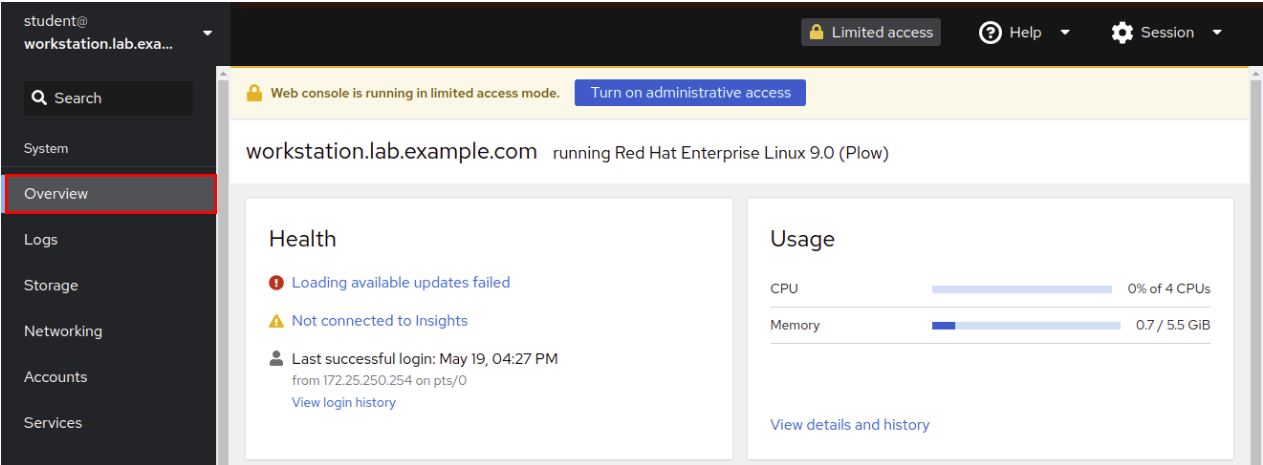 student@
workstation.lab.exa...
Limited access
Help
Session
Search
System
Overview
Logs
Storage
Networking
Accounts
Services
Web console is running in limited access mode.
Turn on administrative access
workstation.lab.example.com running Red Hat Enterprise Linux 9.0 (Plow)
Health
Loading available updates failed
Not connected to Insights
Last successful login: May 19, 04:27 PM
from 172.25.250.254 on pts/0
View login history
Usage
CPU 0% of 4 CPUs
Memory 0.7 / 5.5 GiB
View details and history